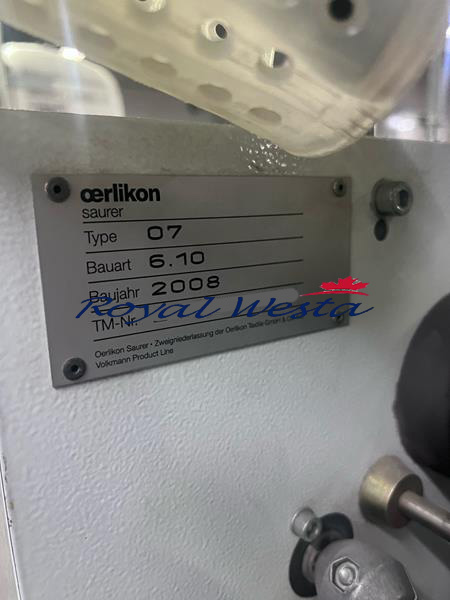 œrlikon
saurer
Type 07
Bauart 6.10
Baujahr 2008
Royal Westa
TM-Nr.
Oerlikon Saurer • Zweigniederlassung der Oerlikon Textile GmbH & Co.
Volkmann Product Line